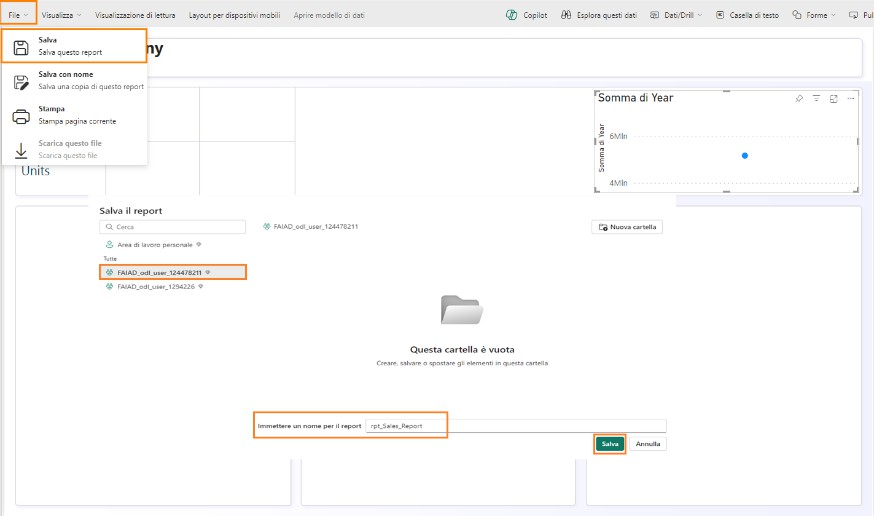 File Visualizza Visualizzazione di lettura Layout per dispositivi mobili Aprire modello di dati Copilot Esplora questi dati Dati/Drill Casella di testo Forme
Salva
Salva questo report
Salva con nome
Salva una copia di questo report
Stampa
Stampa pagina corrente
Scarica questo file
Scarica questo file
Units
Somma di Year
Somma di Year
6Mln
4Mln
Salva il report
Cerca
FAIAD_odl_user_124478211
Nuova cartella
Area di lavoro personale
Tutte
FAIAD_odl_user_124478211
FAIAD_odl_user_1294226
Questa cartella è vuota
Creare, salvare o spostare gli elementi in questa cartella
Immettere un nome per il report rpt_Sales_Report
Salva Annulla